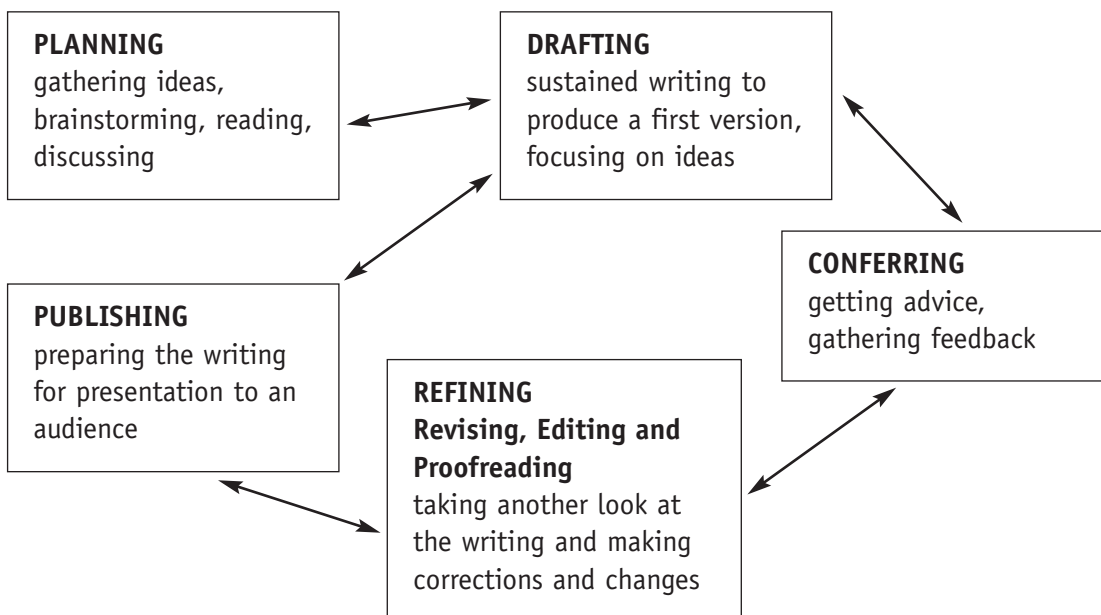 PLANNING
gathering ideas,
brainstorming, reading,
discussing
DRAFTING
sustained writing to
produce a first version,
focusing on ideas
CONFERRING
getting advice,
gathering feedback
PUBLISHING
preparing the writing
for presentation to an
audience
REFINING
Revising, Editing and
Proofreading
taking another look at
the writing and making
corrections and changes